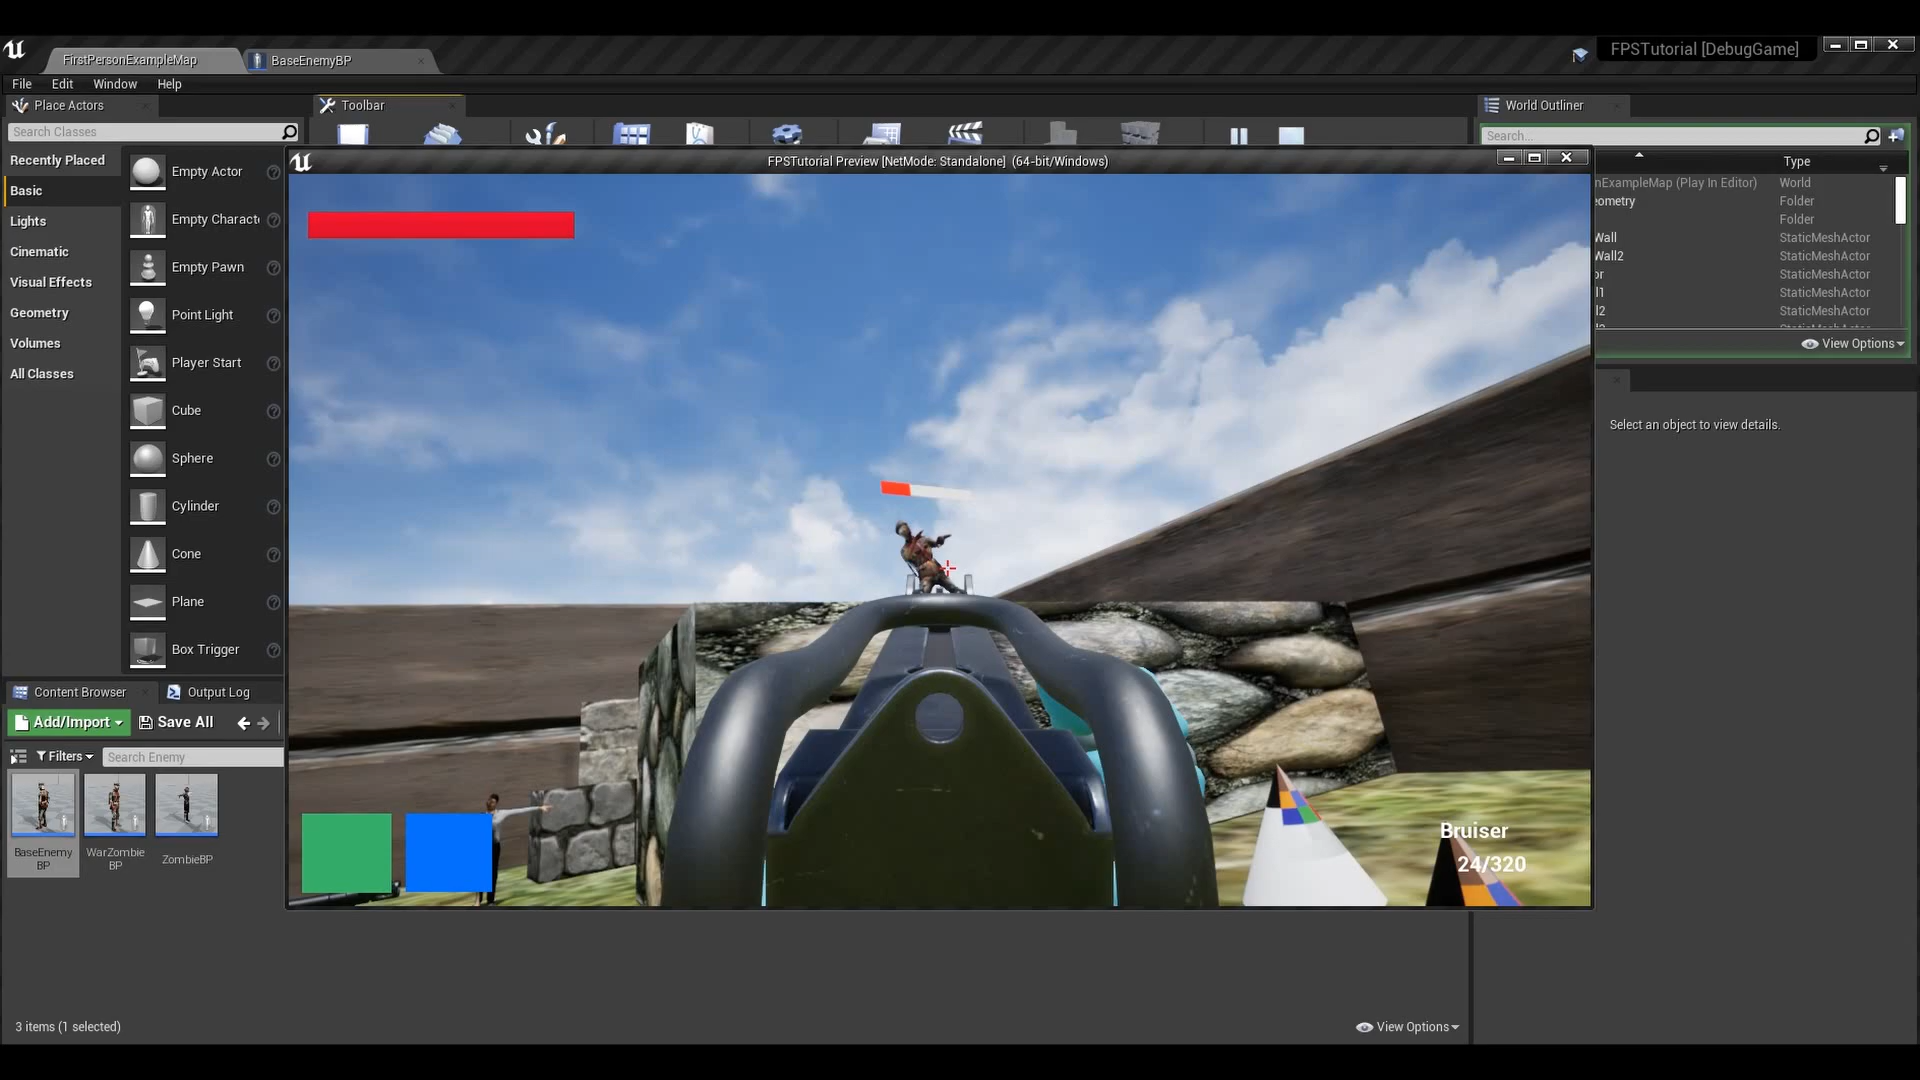 FirstPersonExampleMap
BaseEnemyBP
FPSTutorial [DebugGame]
File Edit Window Help
Place Actors
Toolbar
World Outliner
Search Classes
Search...
Recently Placed
Basic
Lights
Cinematic
Visual Effects
Geometry
Volumes
All Classes
Empty Actor
Empty Characte
Empty Pawn
Point Light
Player Start
Cube
Sphere
Cylinder
Cone
Plane
Box Trigger
FPSTutorial Preview [NetMode: Standalone] (64-bit/Windows)
Type
nExampleMap (Play In Editor) World
eometry Folder
Folder
Wall StaticMeshActor
Wall2 StaticMeshActor
or StaticMeshActor
l1 StaticMeshActor
l2 StaticMeshActor
View Options
Select an object to view details.
Bruiser
24/320
Content Browser
Output Log
Add/Import
Save All
Filters
Search Enemy
BaseEnemy
BP
WarZombie
BP
ZombieBP
3 items (1 selected)
View Options